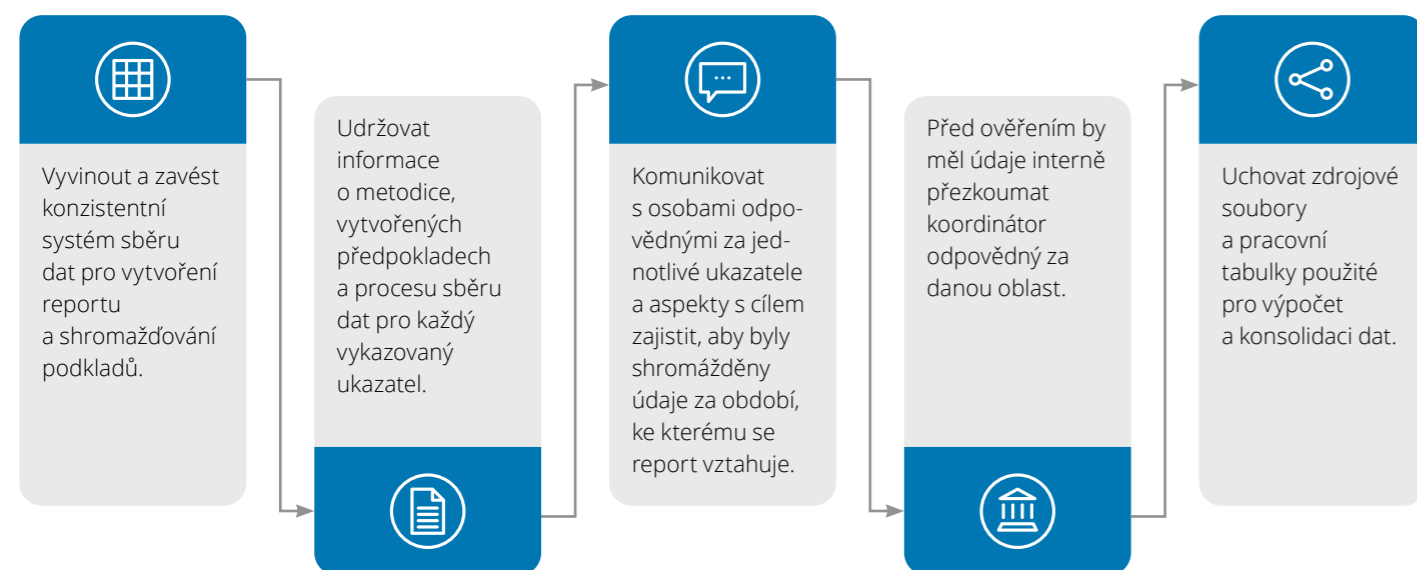 Vyvinout a zavést
konzistentní
systém sběru
dat pro vytvoření
reportu
a shromažďování
podkladů.
Udržovat
informace
o metodice,
vytvořených
předpokladech
a procesu sběru
dat pro každý
vykazovaný
ukazatel.
Komunikovat
s osobami odpo-
vědnými za jed-
notlivé ukazatele
a aspekty s cílem
zajistit, aby byly
shromážděny
údaje za období,
ke kterému se
report vztahuje.
Před ověřením by
měl údaje interně
přezkoumat
koordinátor
odpovědný za
danou oblast.
Uchovat zdrojové
soubory
a pracovní
tabulky použité
pro výpočet
a konsolidaci dat.